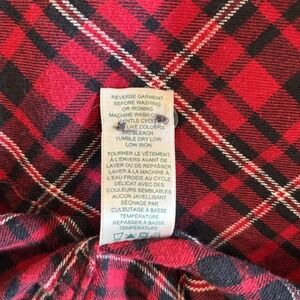 REVERSE GARMENT
BEFORE WASHING
OR IRONING
MACHINE WASH
GENTLE CYCLE
LIKE COLOURS
NO BLEACH
TUMBLE DRY LOW
LOW IRON
TOURNER LE VÊTEMENT
À L'ENVERS AVANT DE
LAVER OU DE REPASSER
LAVER À LA MACHINE À
L'EAU FROIDE AU CYCLE
DÉLICAT AVEC DES
COULEURS SEMBLABLES
AUCUN JAVELLISANT
SÉCHAGE PAR
CULBUTAGE À BASSE
TEMPÉRATURE
REPASSER À BASSE
TEMPÉRATURE